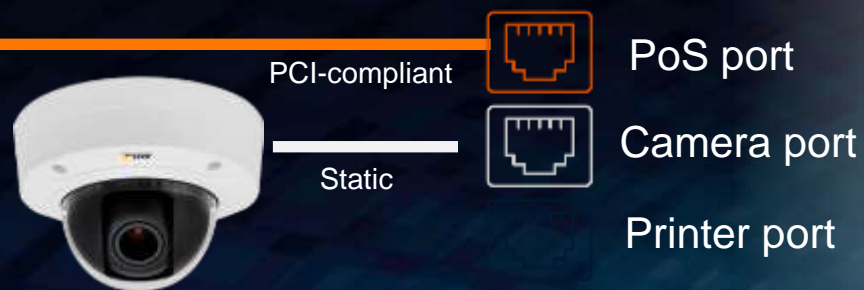 PCI-compliant
PoS port
Static
Camera port
Printer port